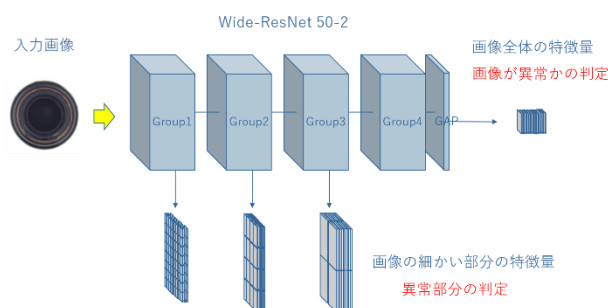 Wide-ResNet 50-2
入力画像
画像全体の特徴量
画像が異常かの判定
Group1
Group2
Group3
Group4
GAP
画像の細かい部分の特徴量
異常部分の判定